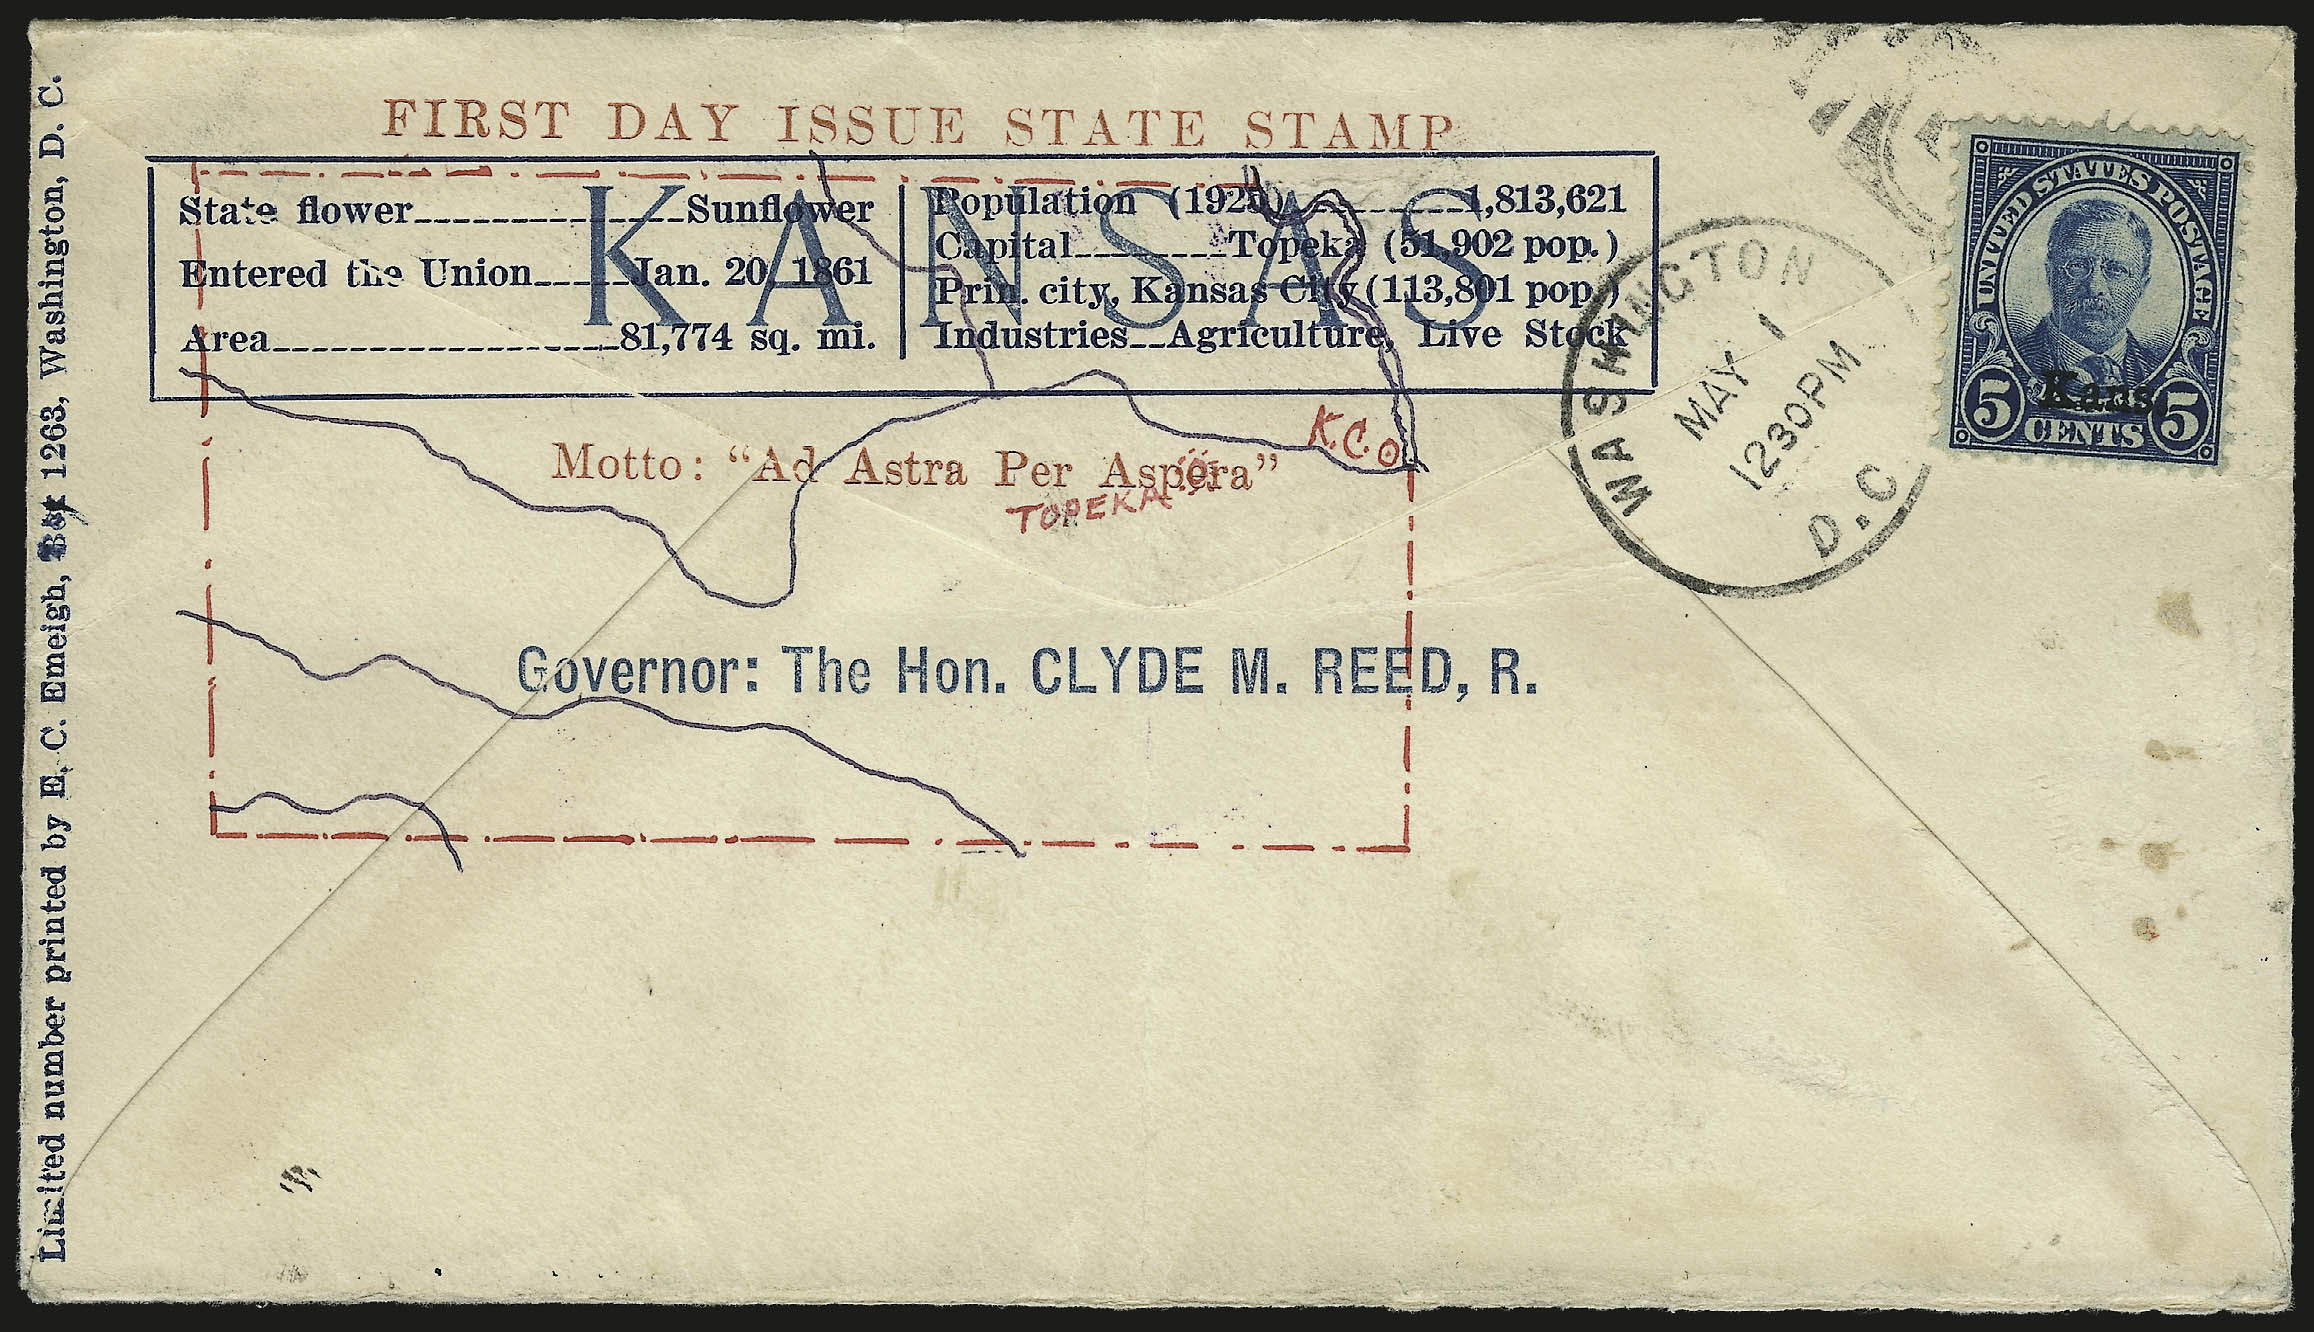 FIRST DAY ISSUE STATE STAMP
KANSAS
State flower Sunflower
Entered the Union Jan. 20, 1861
Area 81,774 sq. mi.
Population (1925) 1,813,621
Capital Topeka (51,902 pop.)
Prin. city, Kansas City (113,801 pop.)
Industries Agriculture, Live Stock
Motto: "Ad Astra Per Aspera"
K.C.
TOPEKA
Governor: The Hon. CLYDE M. REED, R.
WASHINGTON
MAY 1
1230PM
D.C.
UNITED STATES POSTAGE
Kans.
5 CENTS 5
Limited number printed by E. C. Emeigh, 1263, Washington, D. C.